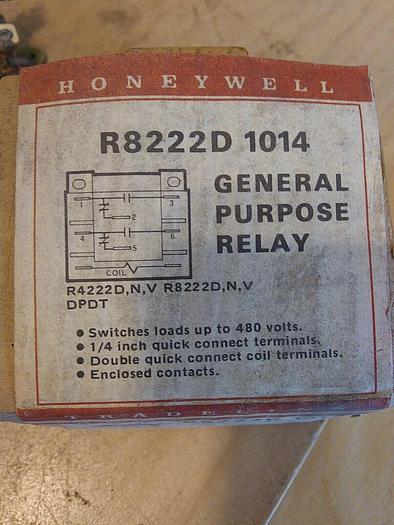 HONEYWELL
R8222D 1014
GENERAL
PURPOSE
RELAY
1
3
2
4
6
5
COIL
R4222D,N,V R8222D,N,V
DPDT
● Switches loads up to 480 volts.
● 1/4 inch quick connect terminals.
● Double quick connect coil terminals.
● Enclosed contacts.